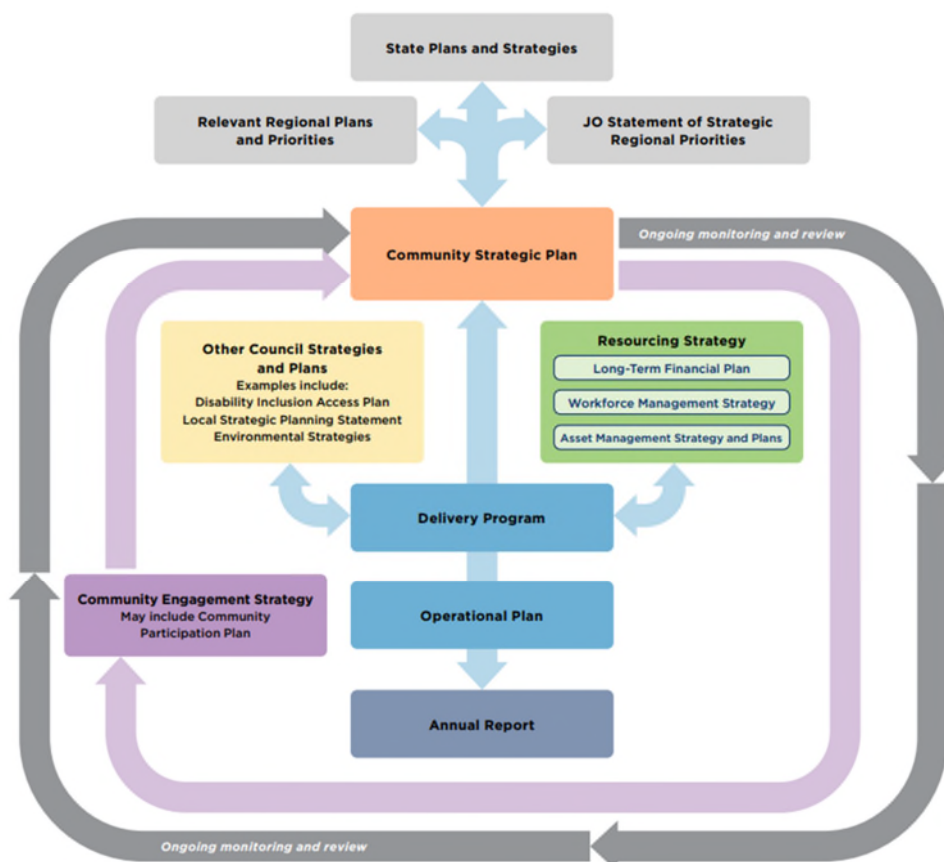 State Plans and Strategies
Relevant Regional Plans
and Priorities
JO Statement of Strategic
Regional Priorities
Community Strategic Plan
Ongoing monitoring and review
Other Council Strategies
and Plans
Examples include:
Disability Inclusion Access Plan
Local Strategic Planning Statement
Environmental Strategies
Resourcing Strategy
Long-Term Financial Plan
Workforce Management Strategy
Asset Management Strategy and Plans
Delivery Program
Community Engagement Strategy
May include Community
Participation Plan
Operational Plan
Annual Report
Ongoing monitoring and review